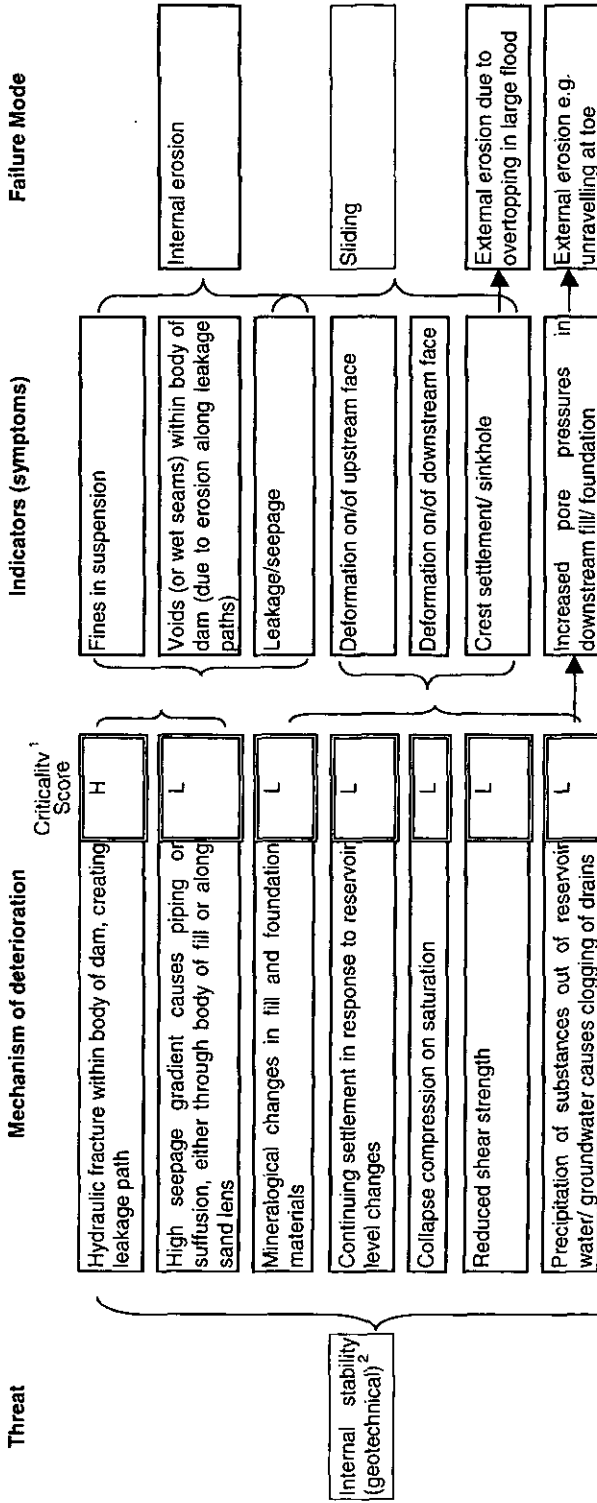 Threat
Mechanism of deterioration
Criticality 1
Score
Indicators (symptoms)
Failure Mode
Internal stability
(geotechnical) 2
Hydraulic fracture within body of dam, creating
leakage path
H
High seepage gradient causes piping or
suffusion, either through body of fill or along
sand lens
L
Mineralogical changes in fill and foundation
materials
L
Continuing settlement in response to reservoir
level changes
L
Collapse compression on saturation
L
Reduced shear strength
L
Precipitation of substances out of reservoir
water/ groundwater causes clogging of drains
L
Fines in suspension
Voids (or wet seams) within body of
dam (due to erosion along leakage
paths)
Leakage/seepage
Deformation on/of upstream face
Deformation on/of downstream face
Crest settlement/ sinkhole
Increased pore pressures in
downstream fill/ foundation
Internal erosion
Sliding
External erosion due to
overtopping in large flood
External erosion e.g.
unravelling at toe